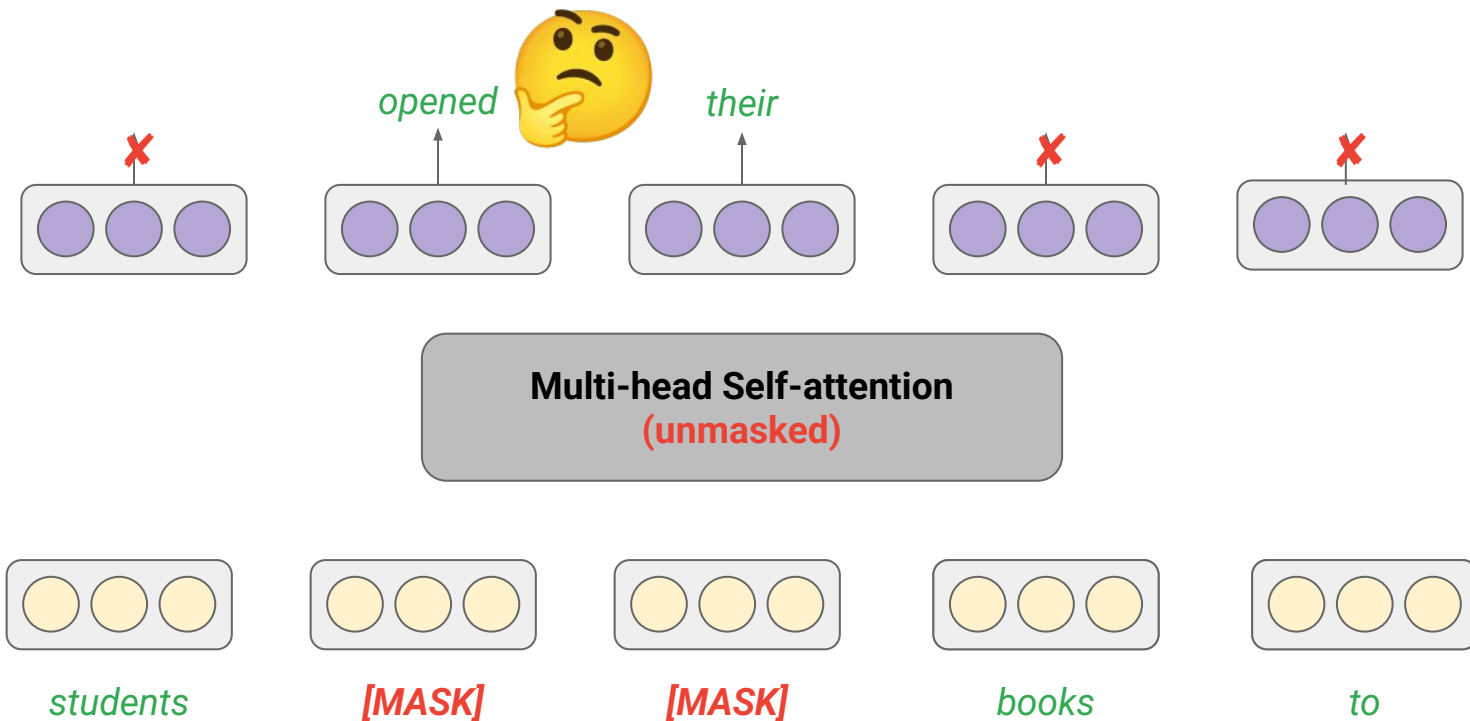 opened
their
Multi-head Self-attention
(unmasked)
students
[MASK]
[MASK]
books
to